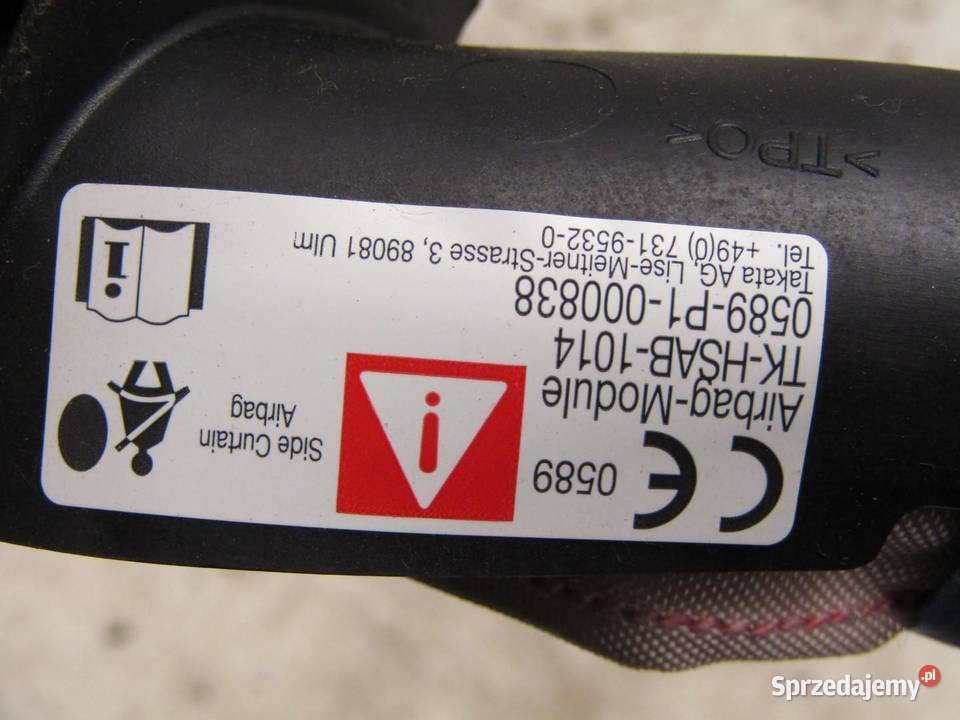 CE 0589
Airbag-Module
TK-HSAB-1014
0589-P1-000838
Takata AG, Lise-Meitner-Strasse 3, 89081 Ulm
Tel. +49(0) 731-9532-0
Side Curtain
Airbag
>TPO<
Sprzedajemy.pl